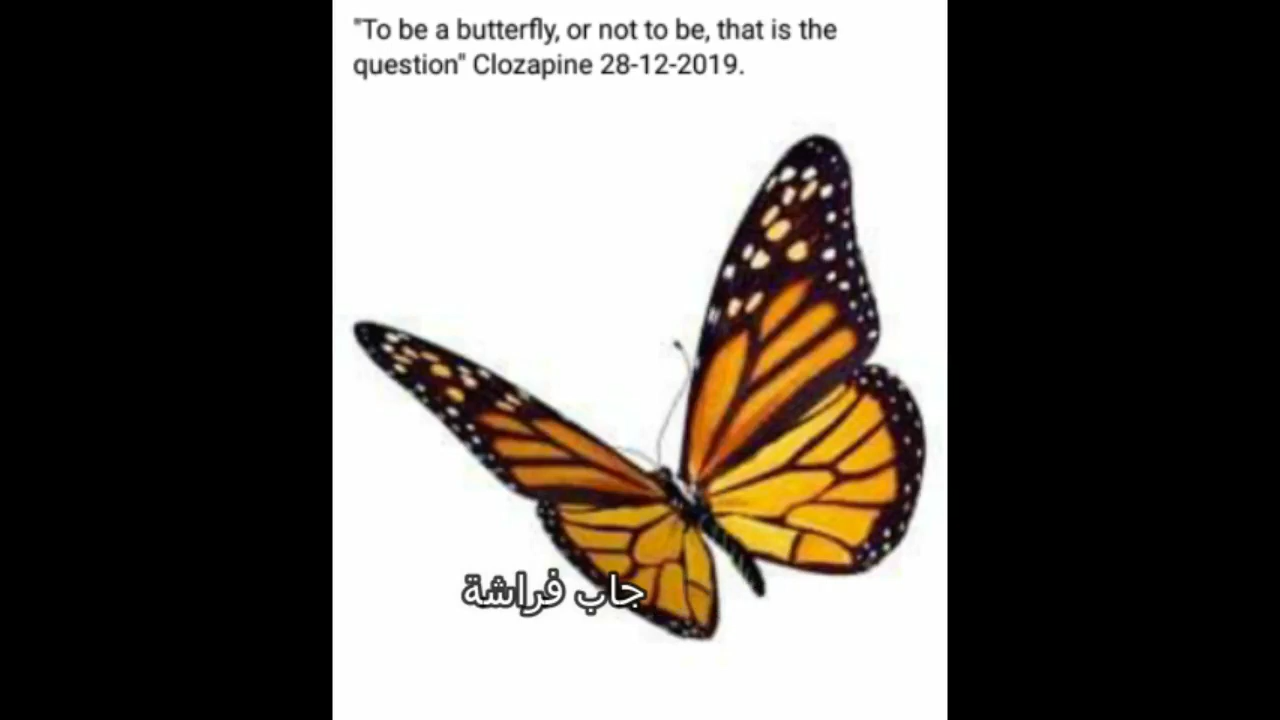 "To be a butterfly, or not to be, that is the
question" Clozapine 28-12-2019.
جاب فراشة